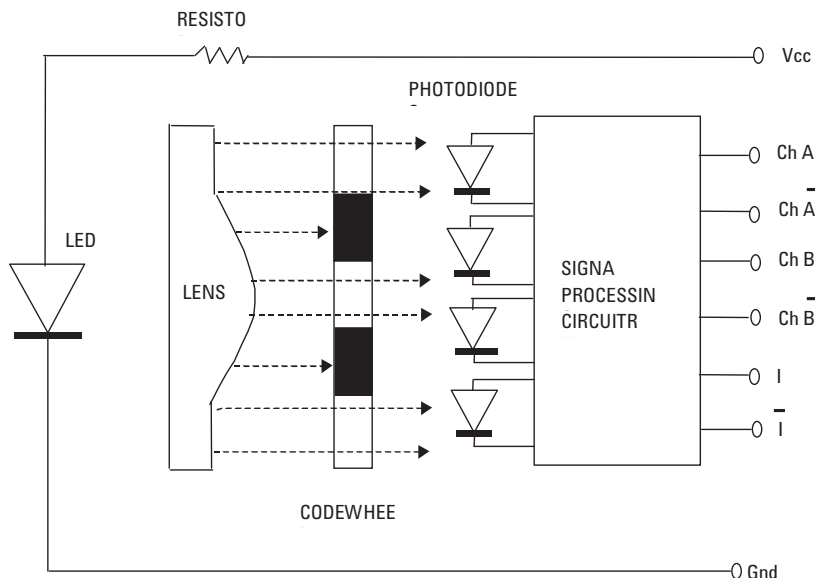 RESISTO
Vcc
PHOTODIODE
Ch A
Ch A̅
LED
Ch B
LENS
SIGNA
PROCESSIN
CIRCUITR
Ch B̅
I
I̅
CODEWHEE
Gnd